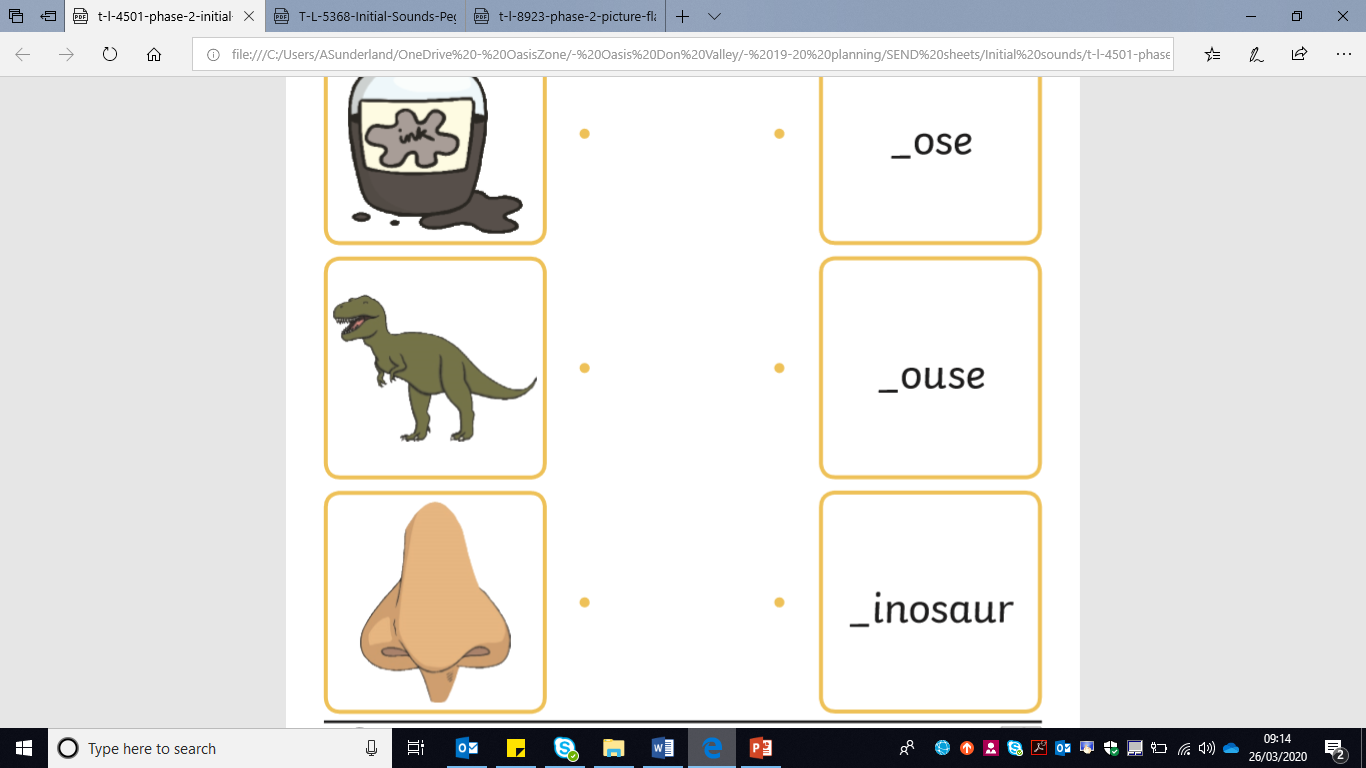 t-l-4501-phase-2-initial-
T-L-5368-Initial-Sounds-Peg
t-l-8923-phase-2-picture-fla
file:///C:/Users/ASunderland/OneDrive%20-%20OasisZone/-%20Oasis%20Don%20Valley/-%2019-20%20planning/SEND%20sheets/Initial%20sounds/t-l-4501-phase
ink
_ose
_ouse
_inosaur
Type here to search
09:14
26/03/2020
2